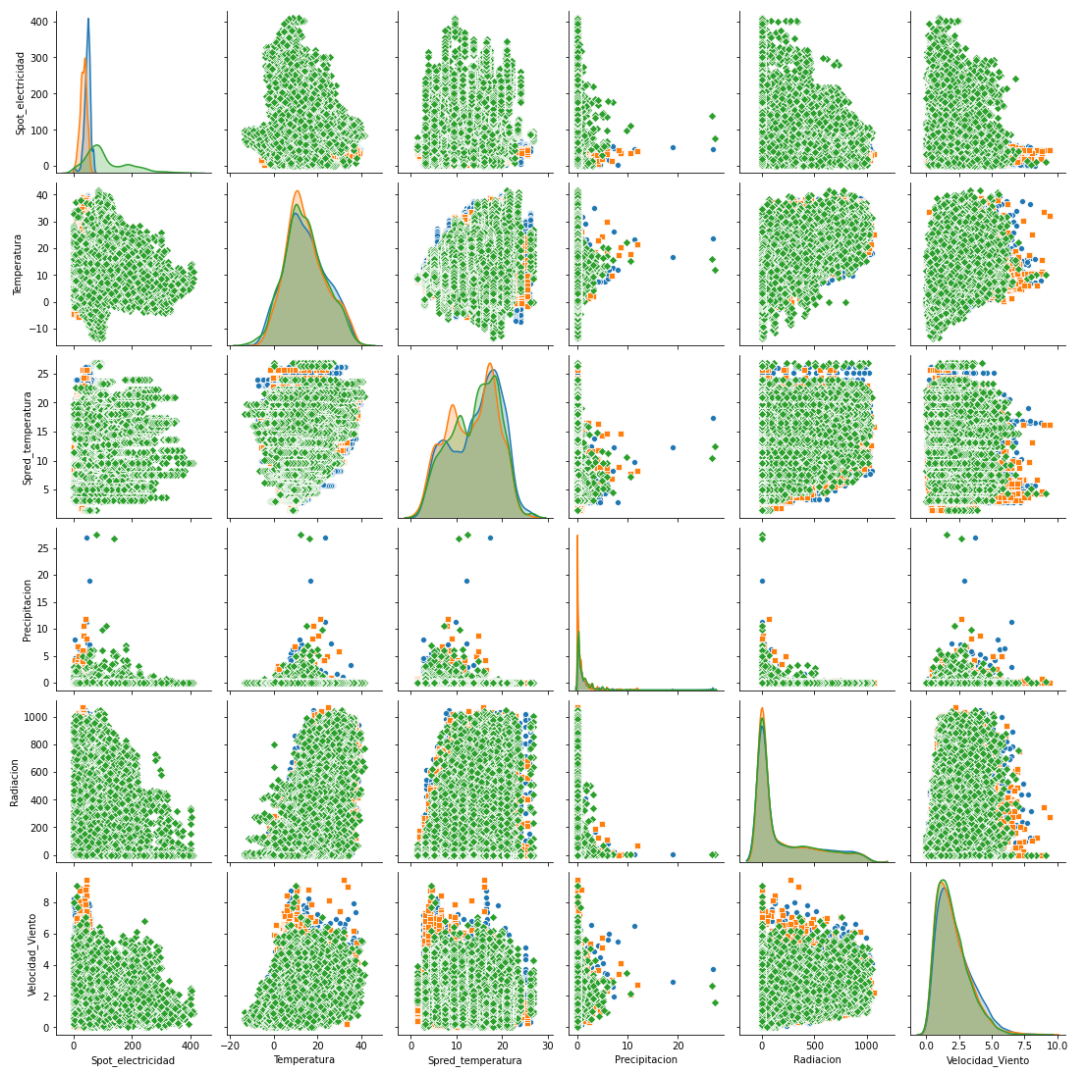 400
300
200
100
0
Spot_electricidad
40
30
20
10
0
−10
Temperatura
25
20
15
10
5
Spred_temperatura
25
20
15
10
5
0
Precipitacion
1000
800
600
400
200
0
Radiacion
8
6
4
2
0
Velocidad_Viento
0 200 400
Spot_electricidad
−20 0 20 40
Temperatura
0 10 20 30
Spred_temperatura
0 10 20
Precipitacion
0 500 1000
Radiacion
0.0 2.5 5.0 7.5 10.0
Velocidad_Viento